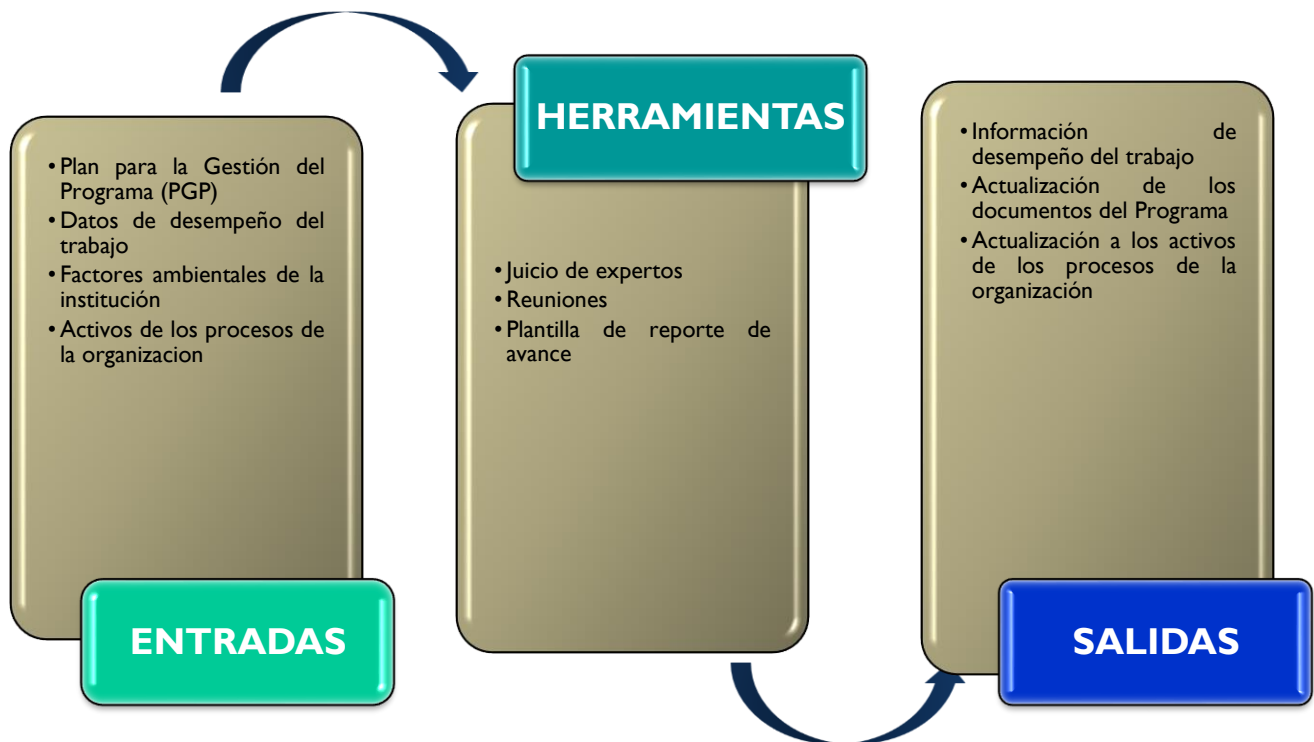 • Plan para la Gestión del
Programa (PGP)
• Datos de desempeño del
trabajo
• Factores ambientales de la
institución
• Activos de los procesos de
la organizacion
ENTRADAS
HERRAMIENTAS
• Juicio de expertos
• Reuniones
• Plantilla de reporte de
avance
• Información de
desempeño del trabajo
• Actualización de los
documentos del Programa
• Actualización a los activos
de los procesos de la
organización
SALIDAS